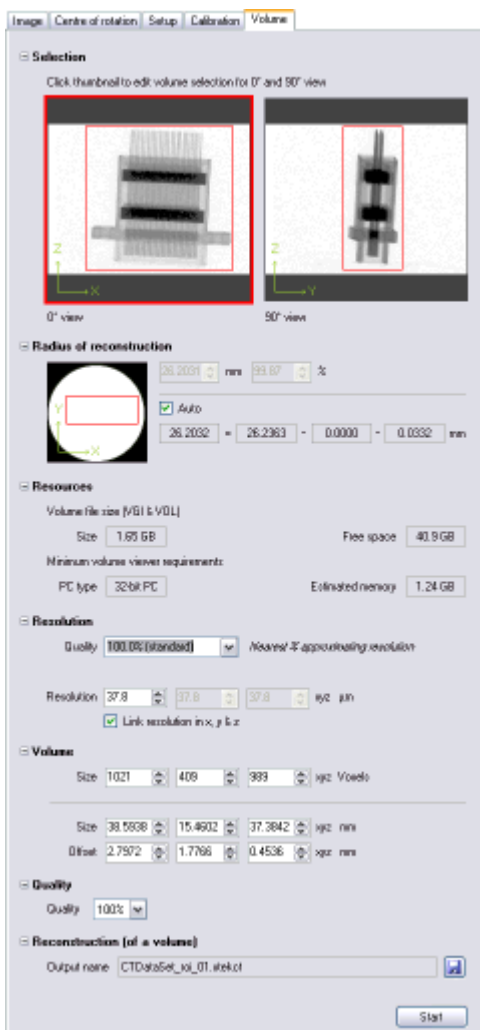 Image Centre of rotation Setup Calibration Volume
Selection
Click thumbnail to edit volume selection for 0° and 90° view
Z
X
Z
Y
0° view 90° view
Radius of reconstruction
26.2031 mm 99.87 %
Y
X
Auto
26.2032 = 26.2363 - 0.0000 - 0.0332 mm
Resources
Volume file size (VGI & VOL)
Size 1.65 GB Free space 40.9 GB
Minimum volume viewer requirements
PC type 32-bit PC Estimated memory 1.24 GB
Resolution
Quality 100.0% (standard) Nearest % approximating resolution
Resolution 37.8 37.8 37.8 xyz µm
Link resolution in x, y & z
Volume
Size 1021 409 989 xyz Voxels
Size 38.5938 15.4602 37.3842 xyz mm
Offset 2.7972 1.7766 0.4536 xyz mm
Quality
Quality 100%
Reconstruction (of a volume)
Output name CTDataSet_roi_01.xtekct
Start